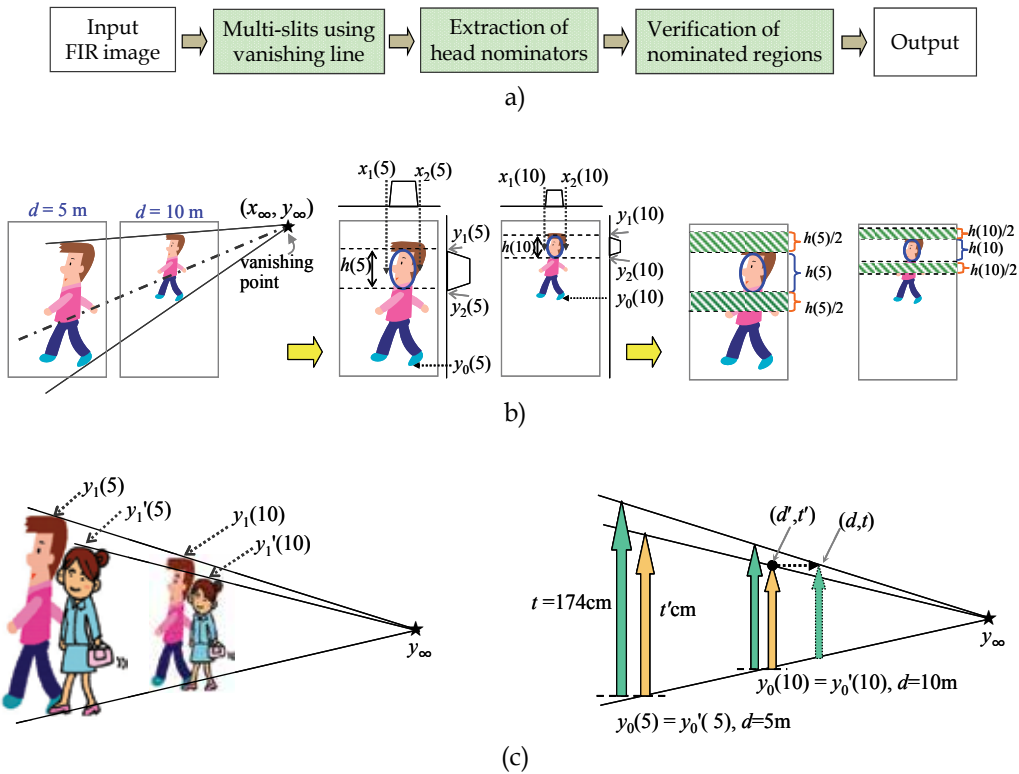 Input
FIR image
Multi-slits using
vanishing line
Extraction of
head nominators
Verification of
nominated regions
Output
a)
d = 5 m
d = 10 m
(x∞, y∞)
vanishing
point
x1(5)
x2(5)
h(5)
y1(5)
y2(5)
y0(5)
x1(10)
x2(10)
h(10)
y1(10)
y2(10)
y0(10)
h(5)/2
h(5)
h(5)/2
h(10)/2
h(10)
h(10)/2
b)
y1(5)
y1'(5)
y1(10)
y1'(10)
y∞
t =174cm
t'cm
(d',t')
(d,t)
y∞
y0(10) = y0'(10), d=10m
y0(5) = y0'( 5), d=5m
(c)